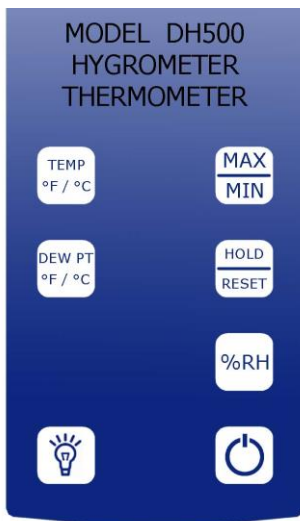 MODEL DH500
HYGROMETER
THERMOMETER
TEMP
°F / °C
MAX
MIN
DEW PT
°F / °C
HOLD
RESET
%RH